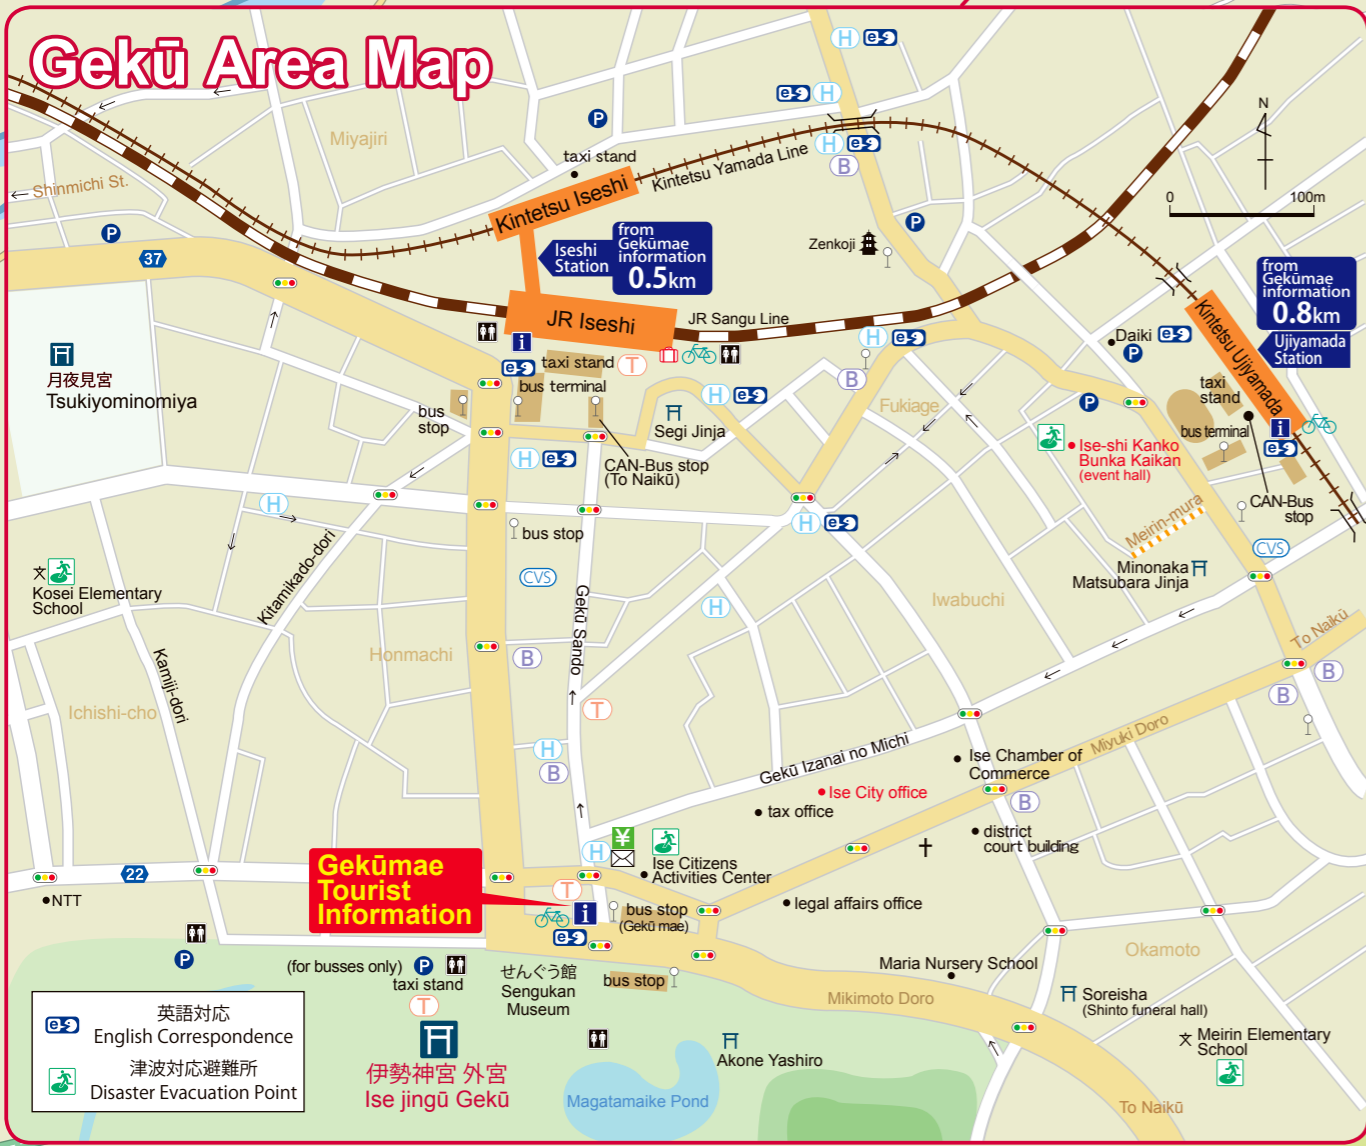 Gekū Area Map
H
H
P
Miyajiri
taxi stand
Kintetsu Iseshi
Kintetsu Yamada Line
H
B
N
0 100m
Shinmichi St.
P
37
Iseshi
Station
from
Gekūmae
information
0.5km
Zenkoji
P
from
Gekūmae
information
0.8km
Ujiyamada
Station
Kintetsu Ujiyamada
JR Iseshi
JR Sangu Line
i
taxi stand
T
bus terminal
bus
stop
月夜見宮
Tsukiyominomiya
H
Segi Jinja
H
B
Fukiage
Daiki
P
P
taxi
stand
bus terminal
i
CAN-Bus
stop
Ise-shi Kanko
Bunka Kaikan
(event hall)
CAN-Bus stop
(To Naikū)
H
H
bus stop
H
CVS
Meirin-mura
CVS
Minonaka
Matsubara Jinja
文
Kosei Elementary
School
Kitamikado-dori
Gekū Sando
H
Iwabuchi
To Naikū
Honmachi
B
Kamiji-dori
Ichishi-cho
T
B
B
Miyuki Doro
H
B
Gekū Izanai no Michi
Ise Chamber of
Commerce
Ise City office
tax office
B
district
court building
¥
H
Ise Citizens
Activities Center
22
NTT
Gekūmae
Tourist
Information
T
i
bus stop
(Gekū mae)
legal affairs office
P
(for busses only)
P
taxi stand
T
せんぐう館
Sengukan
Museum
bus stop
Maria Nursery School
Okamoto
Mikimoto Doro
Soreisha
(Shinto funeral hall)
文
Meirin Elementary
School
伊勢神宮 外宮
Ise jingū Gekū
Akone Yashiro
Magatamaike Pond
To Naikū
英語対応
English Correspondence
津波対応避難所
Disaster Evacuation Point